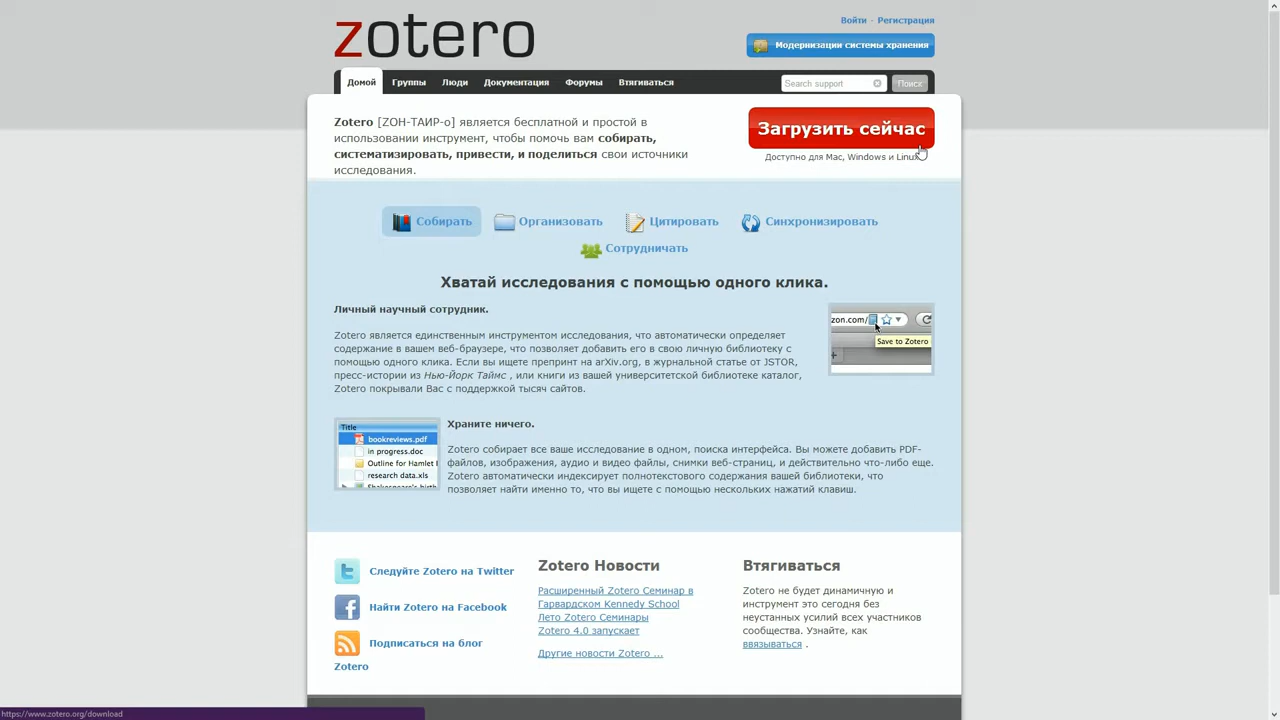 zotero
Войти - Регистрация
Модернизации системы хранения
Домой Группы Люди Документация Форумы Втягиваться
Search support Поиск
Zotero [ZOH-ТАИР-о] является бесплатной и простой в
использовании инструмент, чтобы помочь вам собирать,
систематизировать, привести, и поделиться свои источники
исследования.
Загрузить сейчас
Доступно для Mac, Windows и Linux
Собирать Организовать Цитировать Синхронизировать
Сотрудничать
Хватай исследования с помощью одного клика.
Личный научный сотрудник.
Zotero является единственным инструментом исследования, что автоматически определяет
содержание в вашем веб-браузере, что позволяет добавить его в свою личную библиотеку с
помощью одного клика. Если вы ищете препринт на arXiv.org, в журнальной статье от JSTOR,
пресс-истории из Нью-Йорк Таймс , или книги из вашей университетской библиотеке каталог,
Zotero покрывали Вас с поддержкой тысяч сайтов.
zon.com/
Save to Zotero
Title
bookreviews.pdf
in progress.doc
Outline for Hamlet
research data.xls
Shakespeare's birth
Храните ничего.
Zotero собирает все ваше исследование в одном, поиска интерфейса. Вы можете добавить PDF-
файлов, изображения, аудио и видео файлы, снимки веб-страниц, и действительно что-либо еще.
Zotero автоматически индексирует полнотекстового содержания вашей библиотеки, что
позволяет найти именно то, что вы ищете с помощью нескольких нажатий клавиш.
Следуйте Zotero на Twitter
Найти Zotero на Facebook
Подписаться на блог
Zotero
Zotero Новости
Расширенный Zotero Семинар в
Гарвардском Kennedy School
Лето Zotero Семинары
Zotero 4.0 запускает
Другие новости Zotero ...
Втягиваться
Zotero не будет динамичную и
инструмент это сегодня без
неустанных усилий всех участников
сообщества. Узнайте, как
ввязываться .
https://www.zotero.org/download